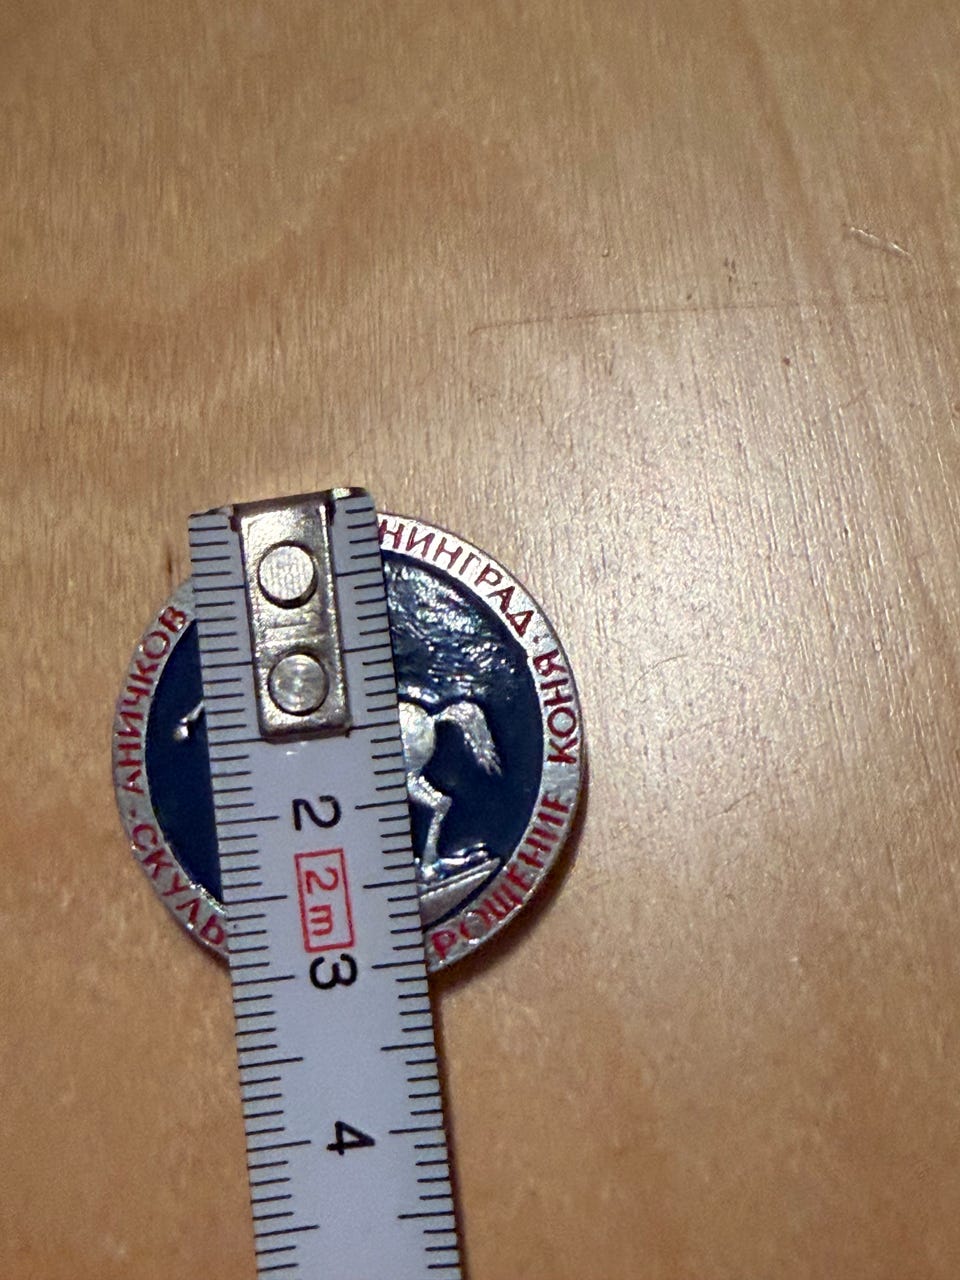 АНИЧКОВ
НИНГРАД·
·СКУЛЬ
РОЩЕНИЕ КОНЯ
2
2m
3
4